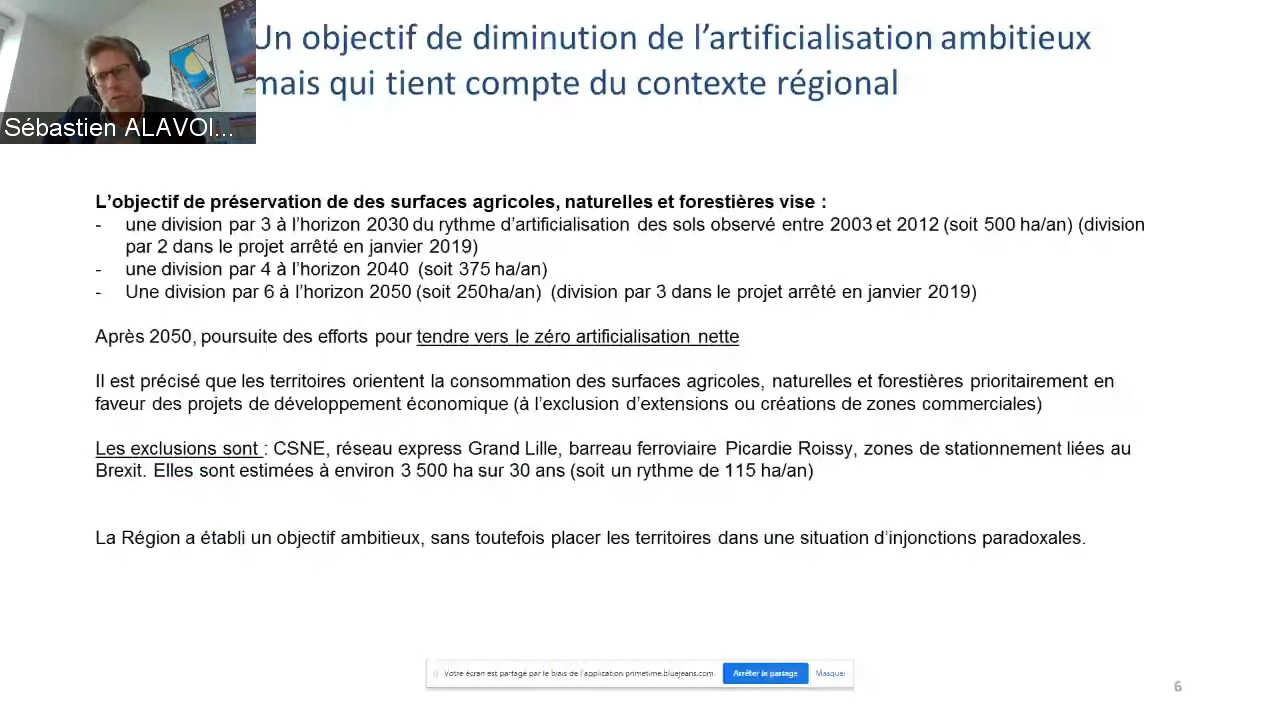 Un objectif de diminution de l’artificialisation ambitieux
mais qui tient compte du contexte régional
Sébastien ALAVOI...
L’objectif de préservation de des surfaces agricoles, naturelles et forestières vise :
- une division par 3 à l’horizon 2030 du rythme d’artificialisation des sols observé entre 2003 et 2012 (soit 500 ha/an) (division
par 2 dans le projet arrêté en janvier 2019)
- une division par 4 à l’horizon 2040 (soit 375 ha/an)
- Une division par 6 à l’horizon 2050 (soit 250ha/an) (division par 3 dans le projet arrêté en janvier 2019)
Après 2050, poursuite des efforts pour tendre vers le zéro artificialisation nette
Il est précisé que les territoires orientent la consommation des surfaces agricoles, naturelles et forestières prioritairement en
faveur des projets de développement économique (à l’exclusion d’extensions ou créations de zones commerciales)
Les exclusions sont : CSNE, réseau express Grand Lille, barreau ferroviaire Picardie Roissy, zones de stationnement liées au
Brexit. Elles sont estimées à environ 3 500 ha sur 30 ans (soit un rythme de 115 ha/an)
La Région a établi un objectif ambitieux, sans toutefois placer les territoires dans une situation d’injonctions paradoxales.
Votre écran est partagé par le biais de l'application primetime.bluejeans.com.
Arrêter le partage
Masquer
6